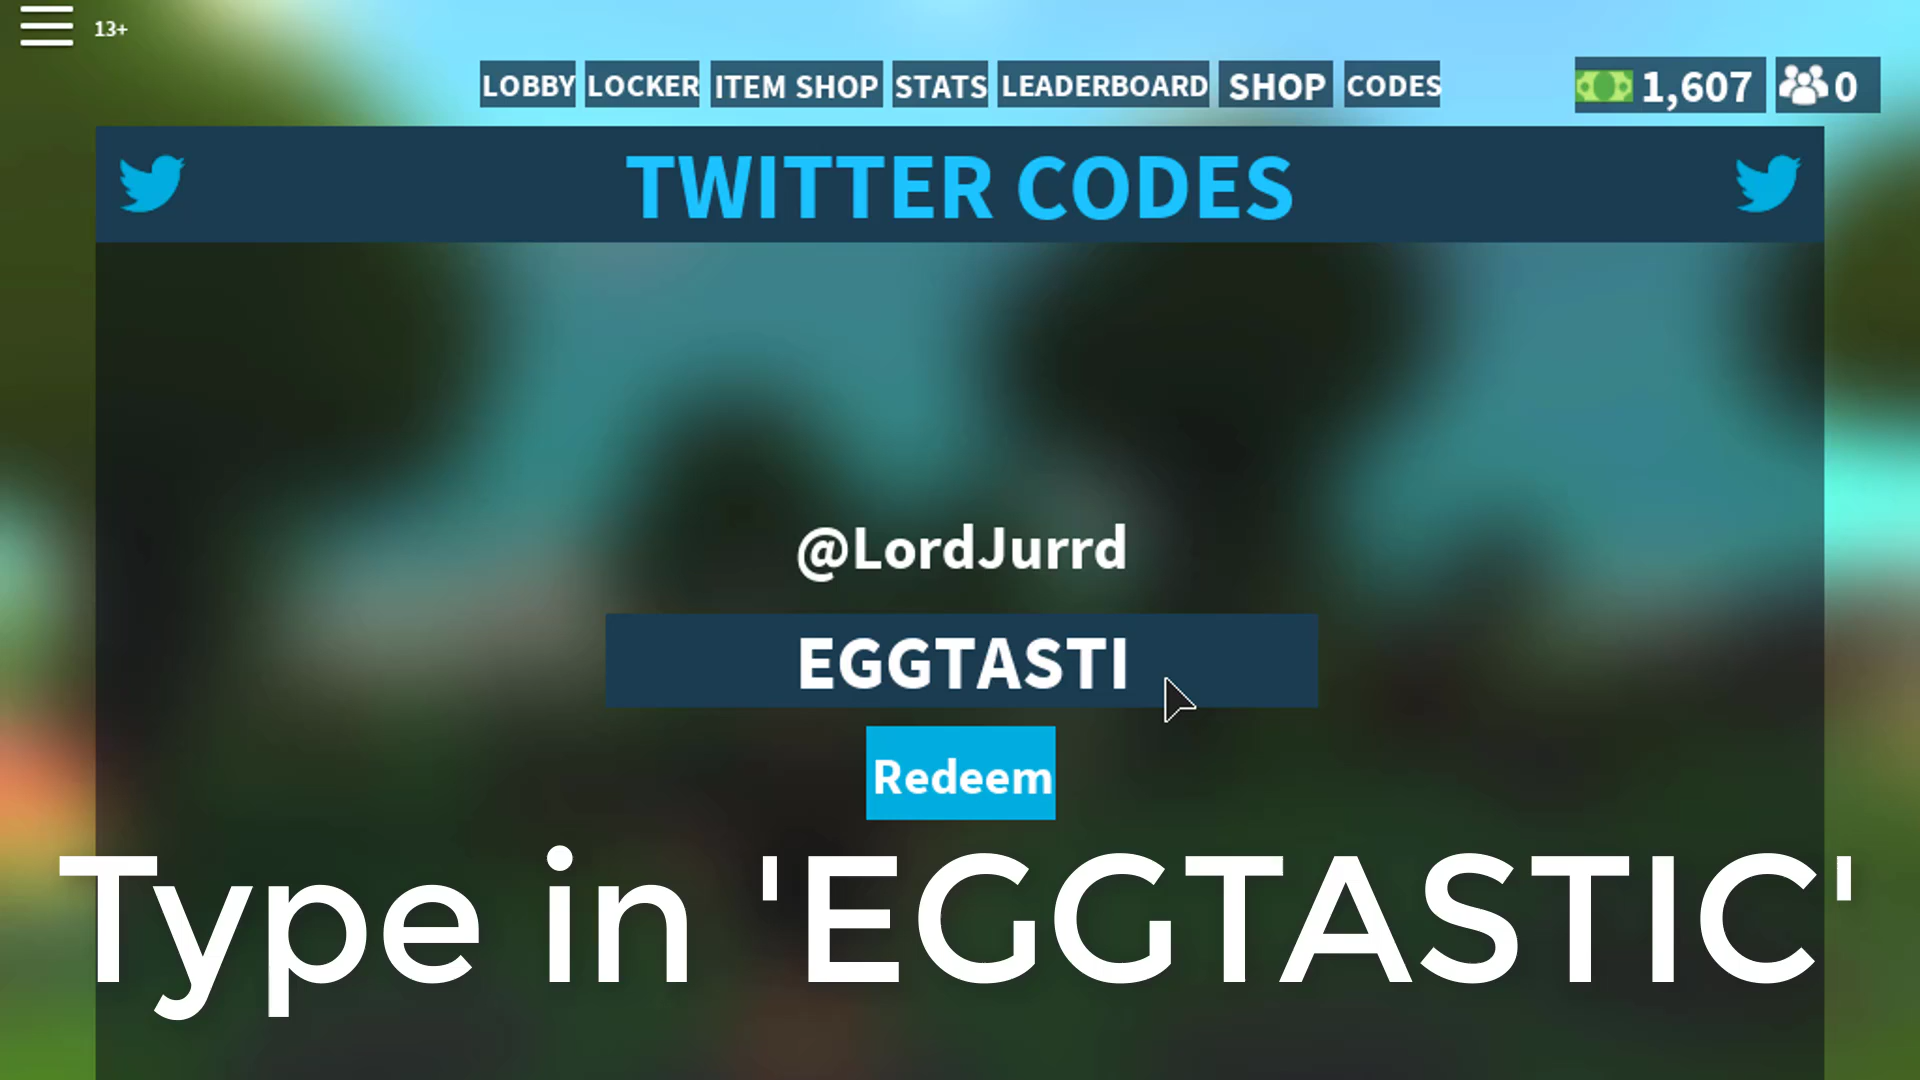 13+
LOBBY LOCKER ITEM SHOP STATS LEADERBOARD SHOP CODES 1,607 0
TWITTER CODES
@LordJurrd
EGGTASTI
Redeem
Type in 'EGGTASTIC'